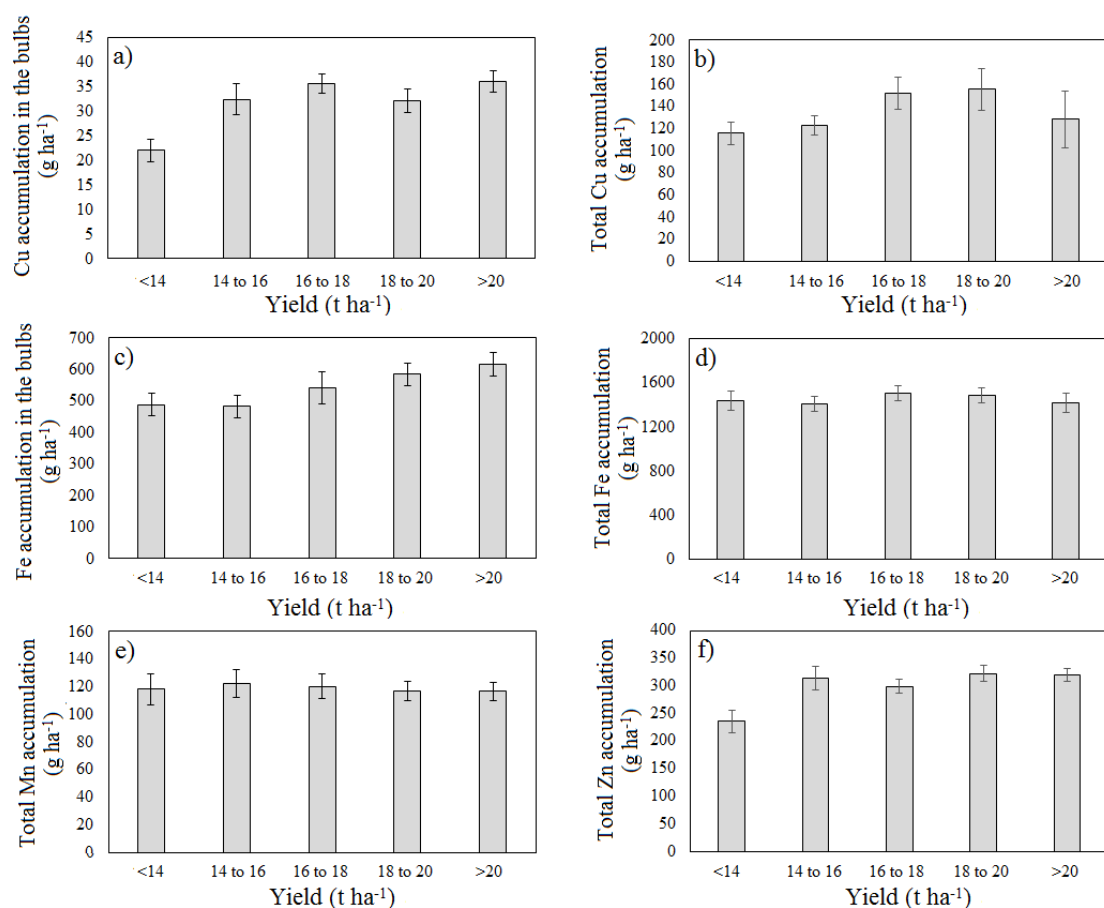 a)
Cu accumulation in the bulbs
(g ha⁻¹)
45
40
35
30
25
20
15
10
5
0
<14 14 to 16 16 to 18 18 to 20 >20
Yield (t ha⁻¹)
b)
Total Cu accumulation
(g ha⁻¹)
200
180
160
140
120
100
80
60
40
20
0
<14 14 to 16 16 to 18 18 to 20 >20
Yield (t ha⁻¹)
c)
Fe accumulation in the bulbs
(g ha⁻¹)
700
600
500
400
300
200
100
0
<14 14 to 16 16 to 18 18 to 20 >20
Yield (t ha⁻¹)
d)
Total Fe accumulation
(g ha⁻¹)
2000
1600
1200
800
400
0
<14 14 to 16 16 to 18 18 to 20 >20
Yield (t ha⁻¹)
e)
Total Mn accumulation
(g ha⁻¹)
160
140
120
100
80
60
40
20
0
<14 14 to 16 16 to 18 18 to 20 >20
Yield (t ha⁻¹)
f)
Total Zn accumulation
(g ha⁻¹)
400
350
300
250
200
150
100
50
0
<14 14 to 16 16 to 18 18 to 20 >20
Yield (t ha⁻¹)